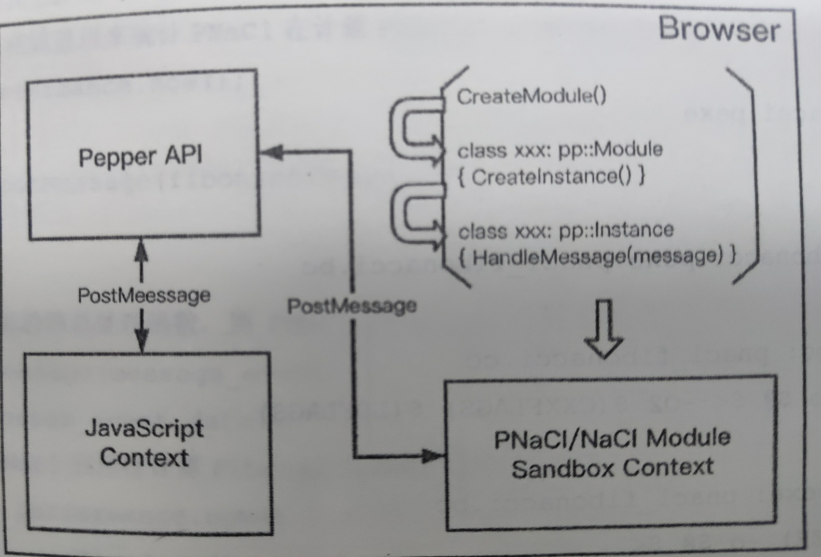 Browser
Pepper API
CreateModule()
class xxx: pp::Module
{ CreateInstance() }
class xxx: pp::Instance
{ HandleMessage(message) }
PostMeessage
PostMessage
JavaScript
Context
PNaCl/NaCl Module
Sandbox Context